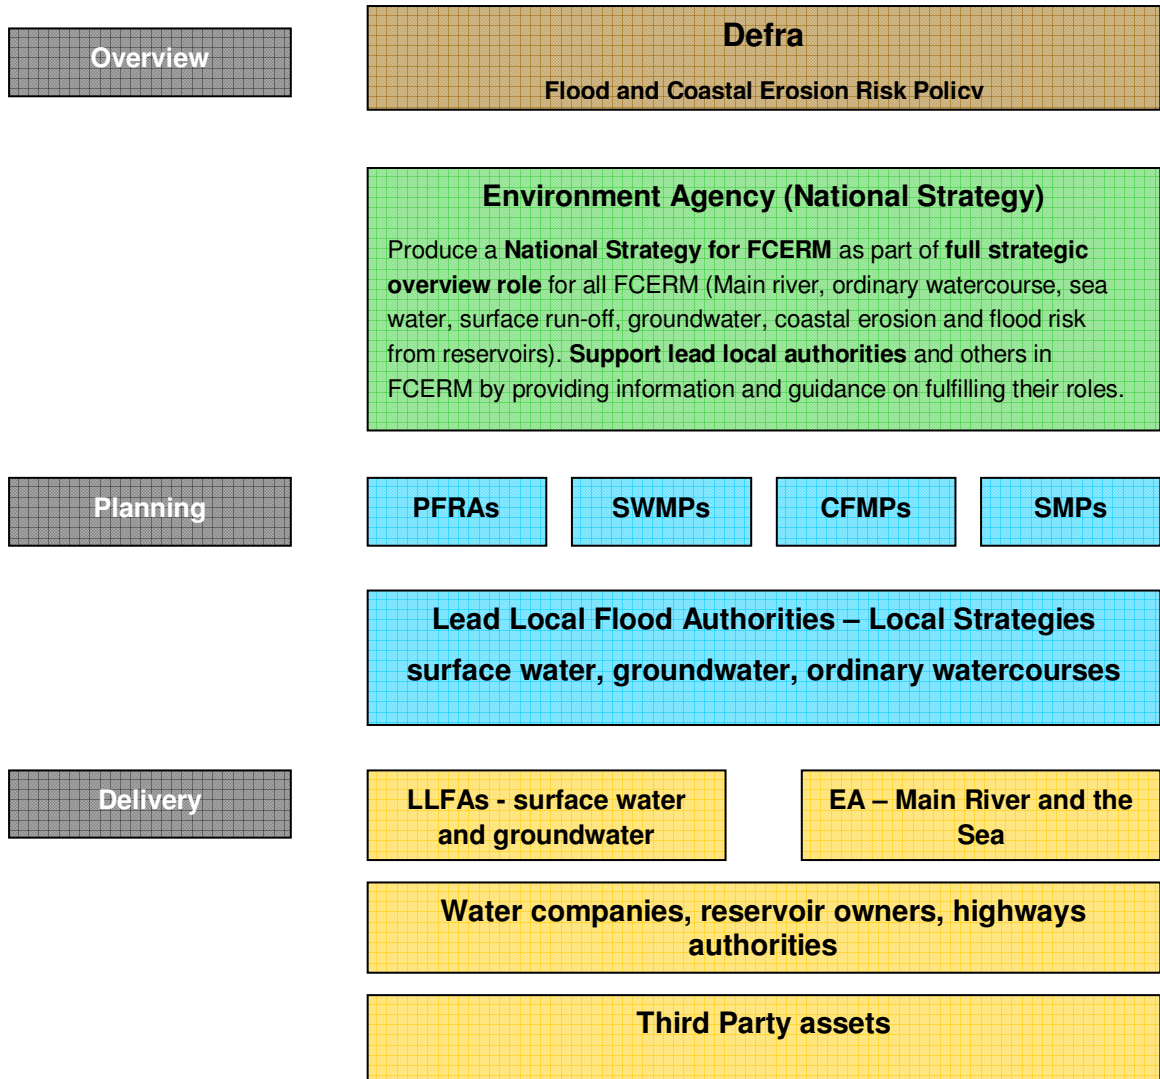 Overview
Defra
Flood and Coastal Erosion Risk Policy
Environment Agency (National Strategy)
Produce a National Strategy for FCERM as part of full strategic
overview role for all FCERM (Main river, ordinary watercourse, sea
water, surface run-off, groundwater, coastal erosion and flood risk
from reservoirs). Support lead local authorities and others in
FCERM by providing information and guidance on fulfilling their roles.
Planning
PFRAs
SWMPs
CFMPs
SMPs
Lead Local Flood Authorities – Local Strategies
surface water, groundwater, ordinary watercourses
Delivery
LLFAs - surface water
and groundwater
EA – Main River and the
Sea
Water companies, reservoir owners, highways
authorities
Third Party assets